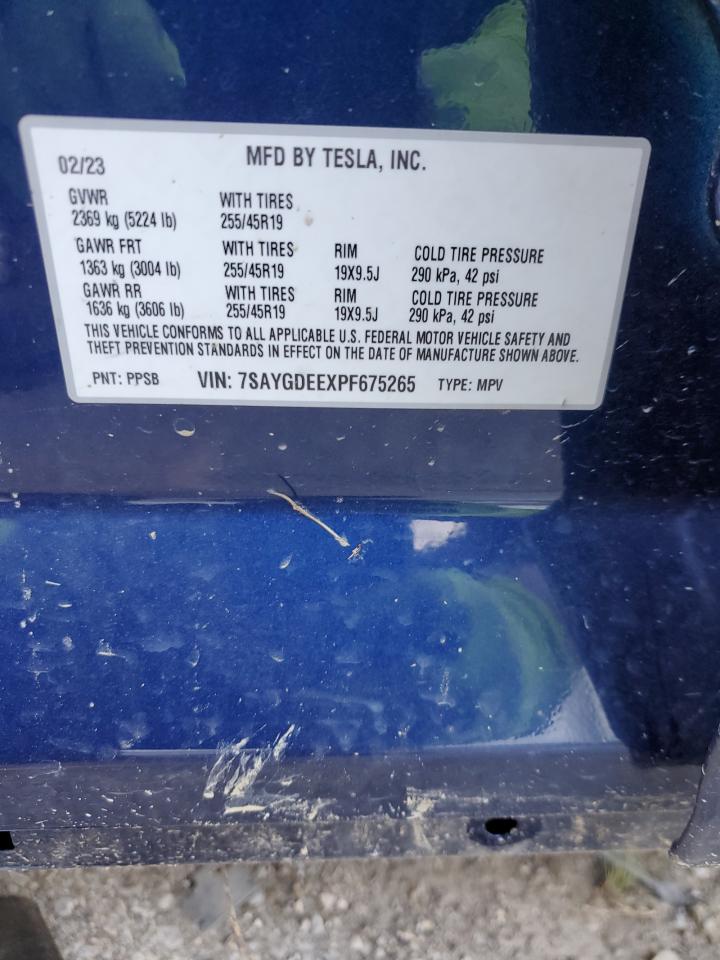 02/23 MFD BY TESLA, INC.
GVWR WITH TIRES
2369 kg (5224 lb) 255/45R19
GAWR FRT WITH TIRES RIM COLD TIRE PRESSURE
1363 kg (3004 lb) 255/45R19 19X9.5J 290 kPa, 42 psi
GAWR RR WITH TIRES RIM COLD TIRE PRESSURE
1636 kg (3606 lb) 255/45R19 19X9.5J 290 kPa, 42 psi
THIS VEHICLE CONFORMS TO ALL APPLICABLE U.S. FEDERAL MOTOR VEHICLE SAFETY AND
THEFT PREVENTION STANDARDS IN EFFECT ON THE DATE OF MANUFACTURE SHOWN ABOVE.
PNT: PPSB VIN: 7SAYGDEEXPF675265 TYPE: MPV